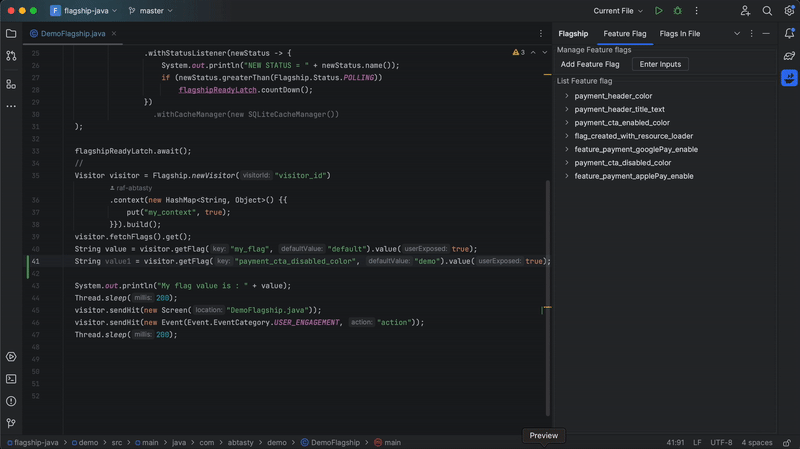 F flagship-java master Current File
DemoFlagship.java
Flagship Feature Flag Flags In File
Manage Feature flags
Add Feature Flag Enter Inputs
List Feature flag
payment_header_color
payment_header_title_text
payment_cta_enabled_color
flag_created_with_resource_loader
feature_payment_googlePay_enable
payment_cta_disabled_color
feature_payment_applePay_enable
3
25 .withStatusListener(newStatus -> {
26 System.out.println("NEW STATUS = " + newStatus.name());
27 if (newStatus.greaterThan(Flagship.Status.POLLING))
28 flagshipReadyLatch.countDown();
29 })
30 .withCacheManager(new SQLiteCacheManager())
31 );
32
33 flagshipReadyLatch.await();
34 //
35 Visitor visitor = Flagship.newVisitor( visitorId: "visitor_id")
raf-abtasty
36 .context(new HashMap<String, Object>() {{
37 put("my_context", true);
38 }}).build();
39 visitor.fetchFlags().get();
40 String value = visitor.getFlag( key: "my_flag", defaultValue: "default").value( userExposed: true);
41 String value1 = visitor.getFlag( key: "payment_cta_disabled_color", defaultValue: "demo").value( userExposed: true);
42
43 System.out.println("My flag value is : " + value);
44 Thread.sleep( millis: 200);
45 visitor.sendHit(new Screen( location: "DemoFlagship.java"));
46 visitor.sendHit(new Event(Event.EventCategory.USER_ENGAGEMENT, action: "action"));
47 Thread.sleep( millis: 200);
48
49
50
51
52
Preview
flagship-java > demo > src > main > java > com > abtasty > demo > DemoFlagship > main 41:91 LF UTF-8 4 spaces